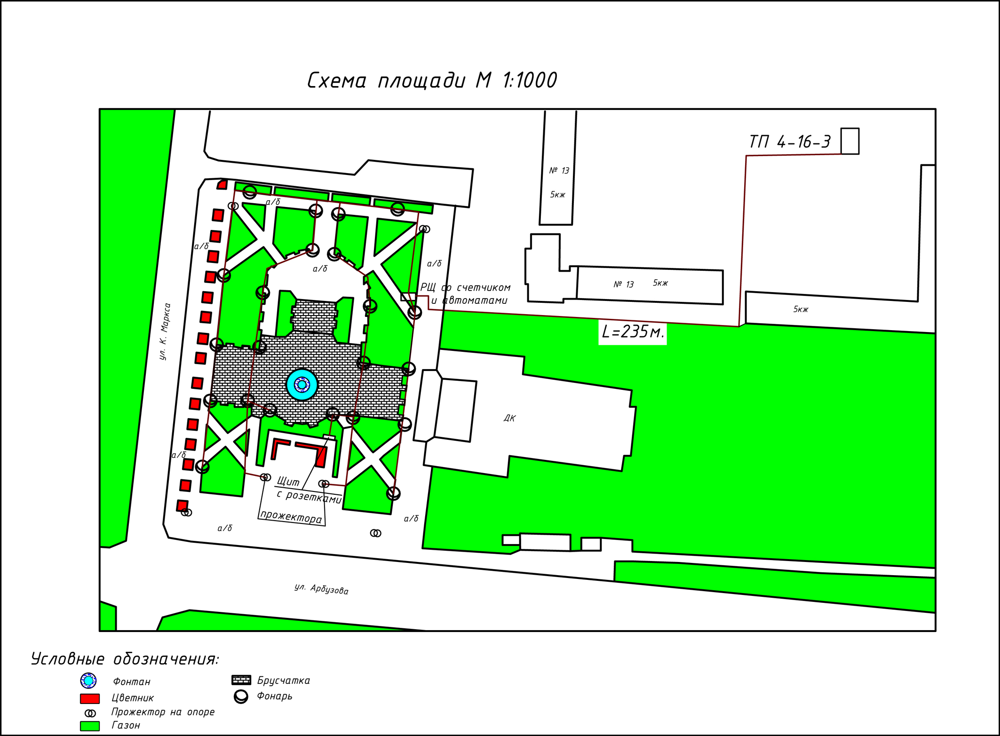 Схема площади М 1:1000
ТП 4-16-3
№ 13
5кж
а/б
а/б
а/б
а/б
РЩ со счетчиком
и автоматами
№ 13
5кж
5кж
ул. К. Маркса
L=235м.
ДК
а/б
Щит
с розетками
прожектора
а/б
а/б
ул. Арбузова
Условные обозначения:
Фонтан
Брусчатка
Цветник
Фонарь
Прожектор на опоре
Газон